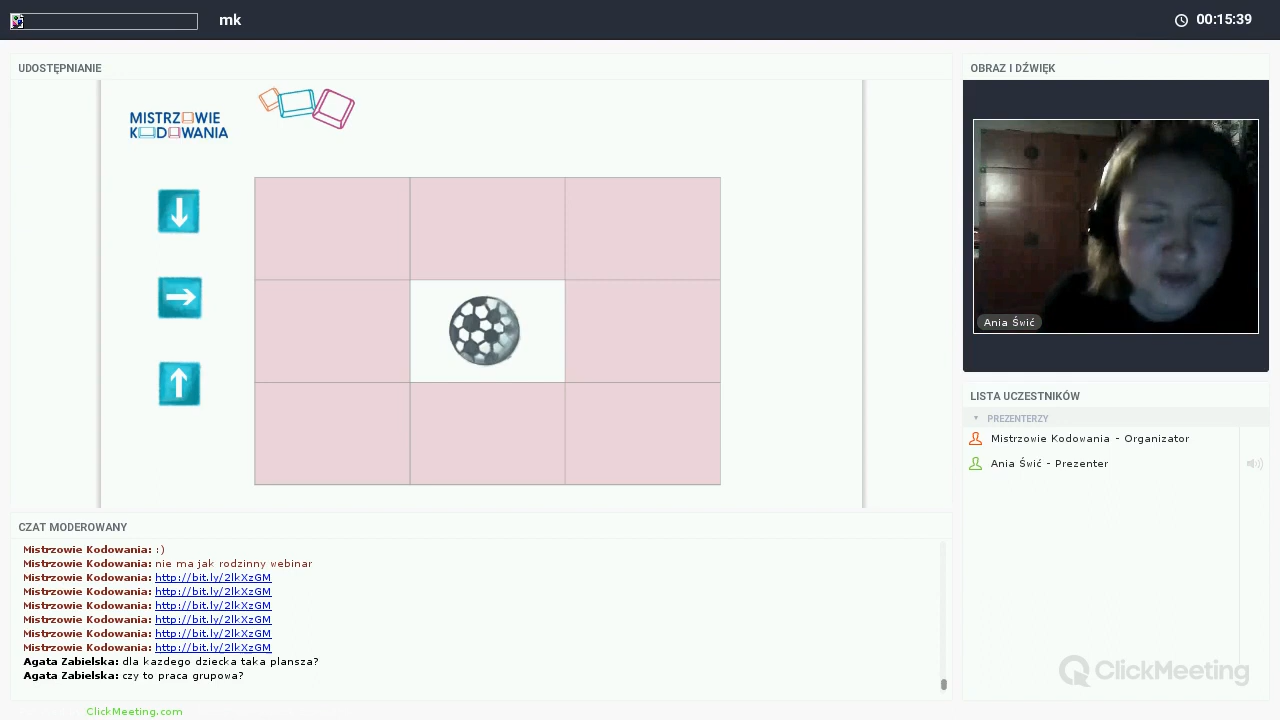 mk
00:15:39
UDOSTĘPNIANIE
OBRAZ I DŹWIĘK
MISTRZOWIE
KODOWANIA
Ania Świć
LISTA UCZESTNIKÓW
PREZENTERZY
Mistrzowie Kodowania - Organizator
Ania Świć - Prezenter
CZAT MODEROWANY
Mistrzowie Kodowania: :)
Mistrzowie Kodowania: nie ma jak rodzinny webinar
Mistrzowie Kodowania: http://bit.ly/2lkXzGM
Mistrzowie Kodowania: http://bit.ly/2lkXzGM
Mistrzowie Kodowania: http://bit.ly/2lkXzGM
Mistrzowie Kodowania: http://bit.ly/2lkXzGM
Mistrzowie Kodowania: http://bit.ly/2lkXzGM
Mistrzowie Kodowania: http://bit.ly/2lkXzGM
Agata Zabielska: dla kazdego dziecka taka plansza?
Agata Zabielska: czy to praca grupowa?
ClickMeeting
ClickMeeting.com